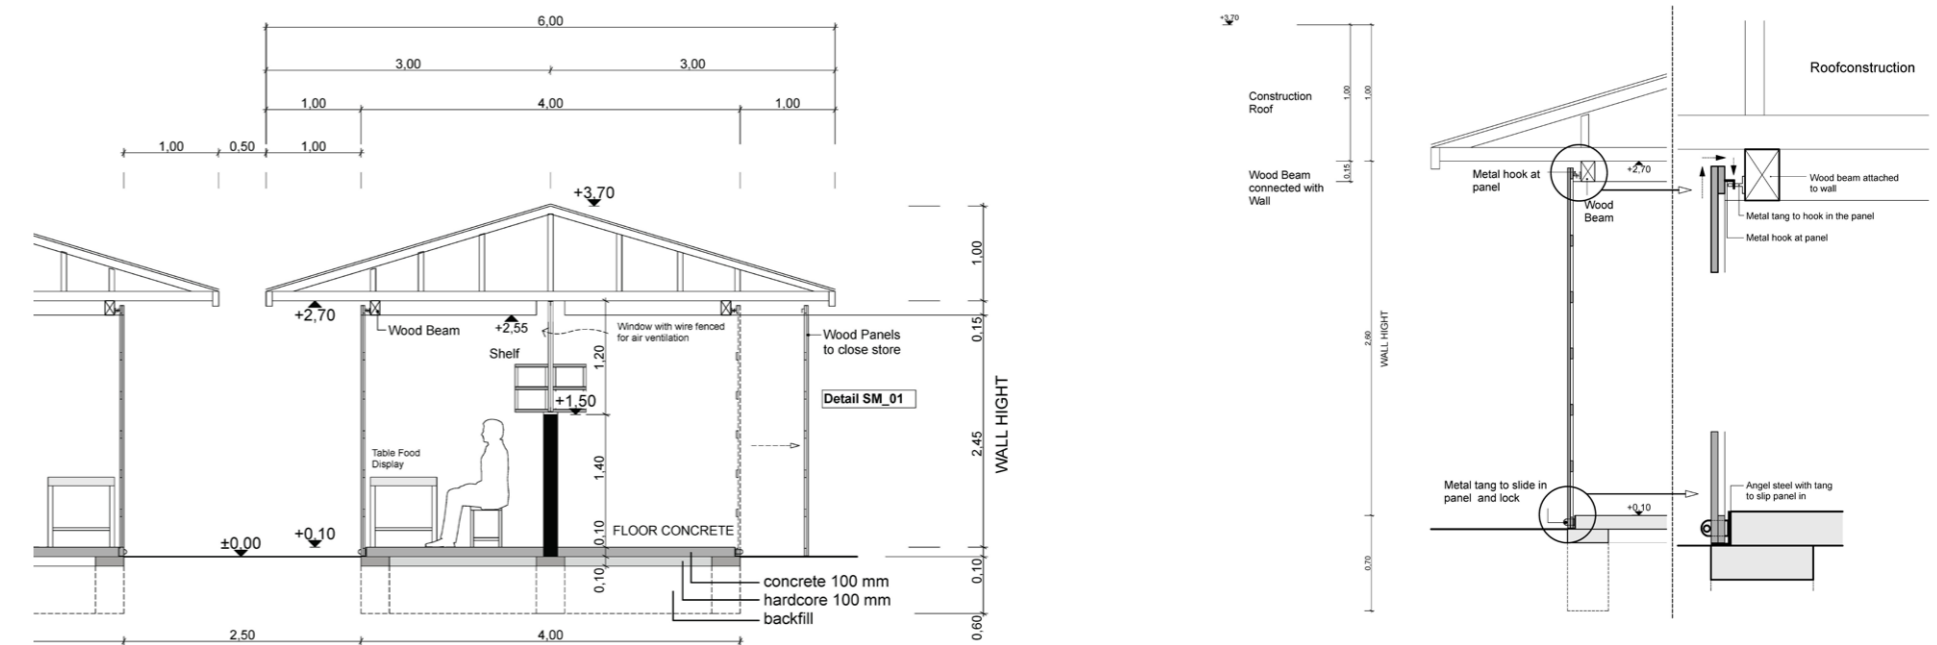 6,00
3,00
3,00
1,00
4,00
1,00
1,00
0,50
1,00
+3,70
+2,70
Wood Beam
+2,55
Window with wire fenced
for air ventilation
Shelf
1,20
+1,50
Wood Panels
to close store
Detail SM_01
Table Food
Display
1,40
0,10
FLOOR CONCRETE
±0,00
+0,10
0,10
concrete 100 mm
hardcore 100 mm
backfill
2,50
4,00
1,00
0,15
2,45
WALL HIGHT
0,10
0,60
+3,70
Construction
Roof
1,00
1,00
Wood Beam
connected with
Wall
0,15
2,60
WALL HIGHT
0,70
Metal hook at
panel
+2,70
Wood
Beam
Metal tang to slide in
panel and lock
+0,10
Roofconstruction
Wood beam attached
to wall
Metal tang to hook in the panel
Metal hook at panel
Angel steel with tang
to slip panel in